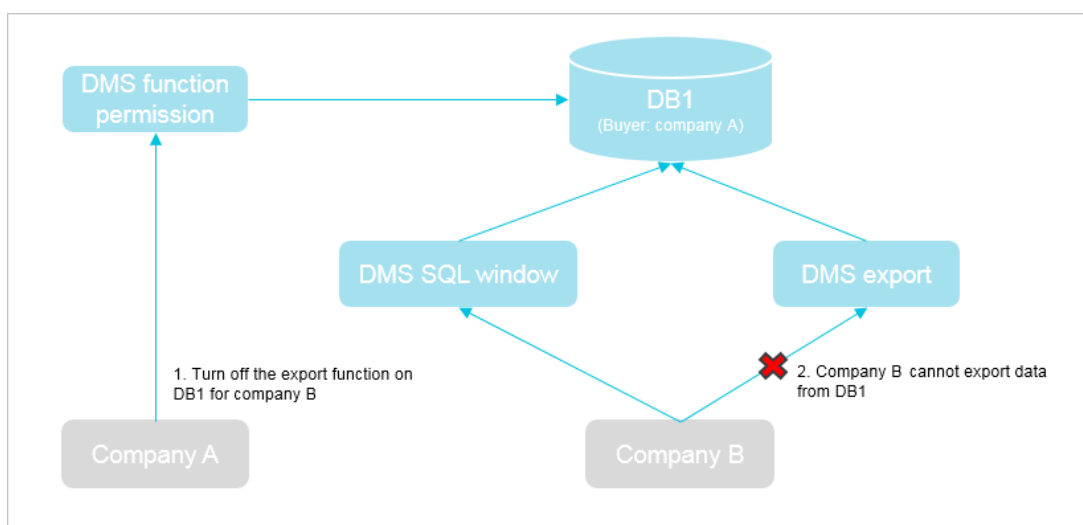 DMS function
permission
DB1
(Buyer: company A)
DMS SQL window
DMS export
1. Turn off the export function on
DB1 for company B
2. Company B cannot export data
from DB1
Company A
Company B